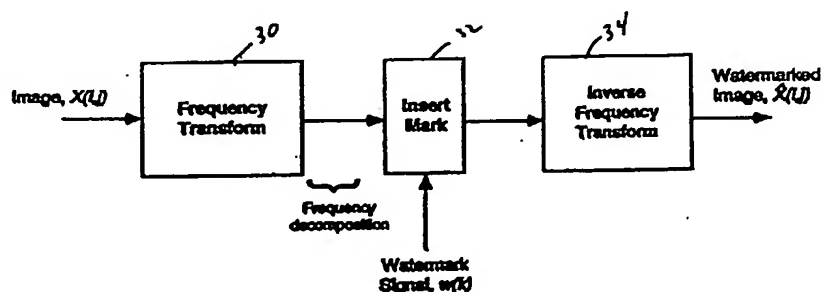 30
32
34
Image, X(i,j)
Frequency
Transform
Insert
Mark
Inverse
Frequency
Transform
Watermarked
Image, X̂(i,j)
Frequency
decomposition
Watermark
Signal, w(k)